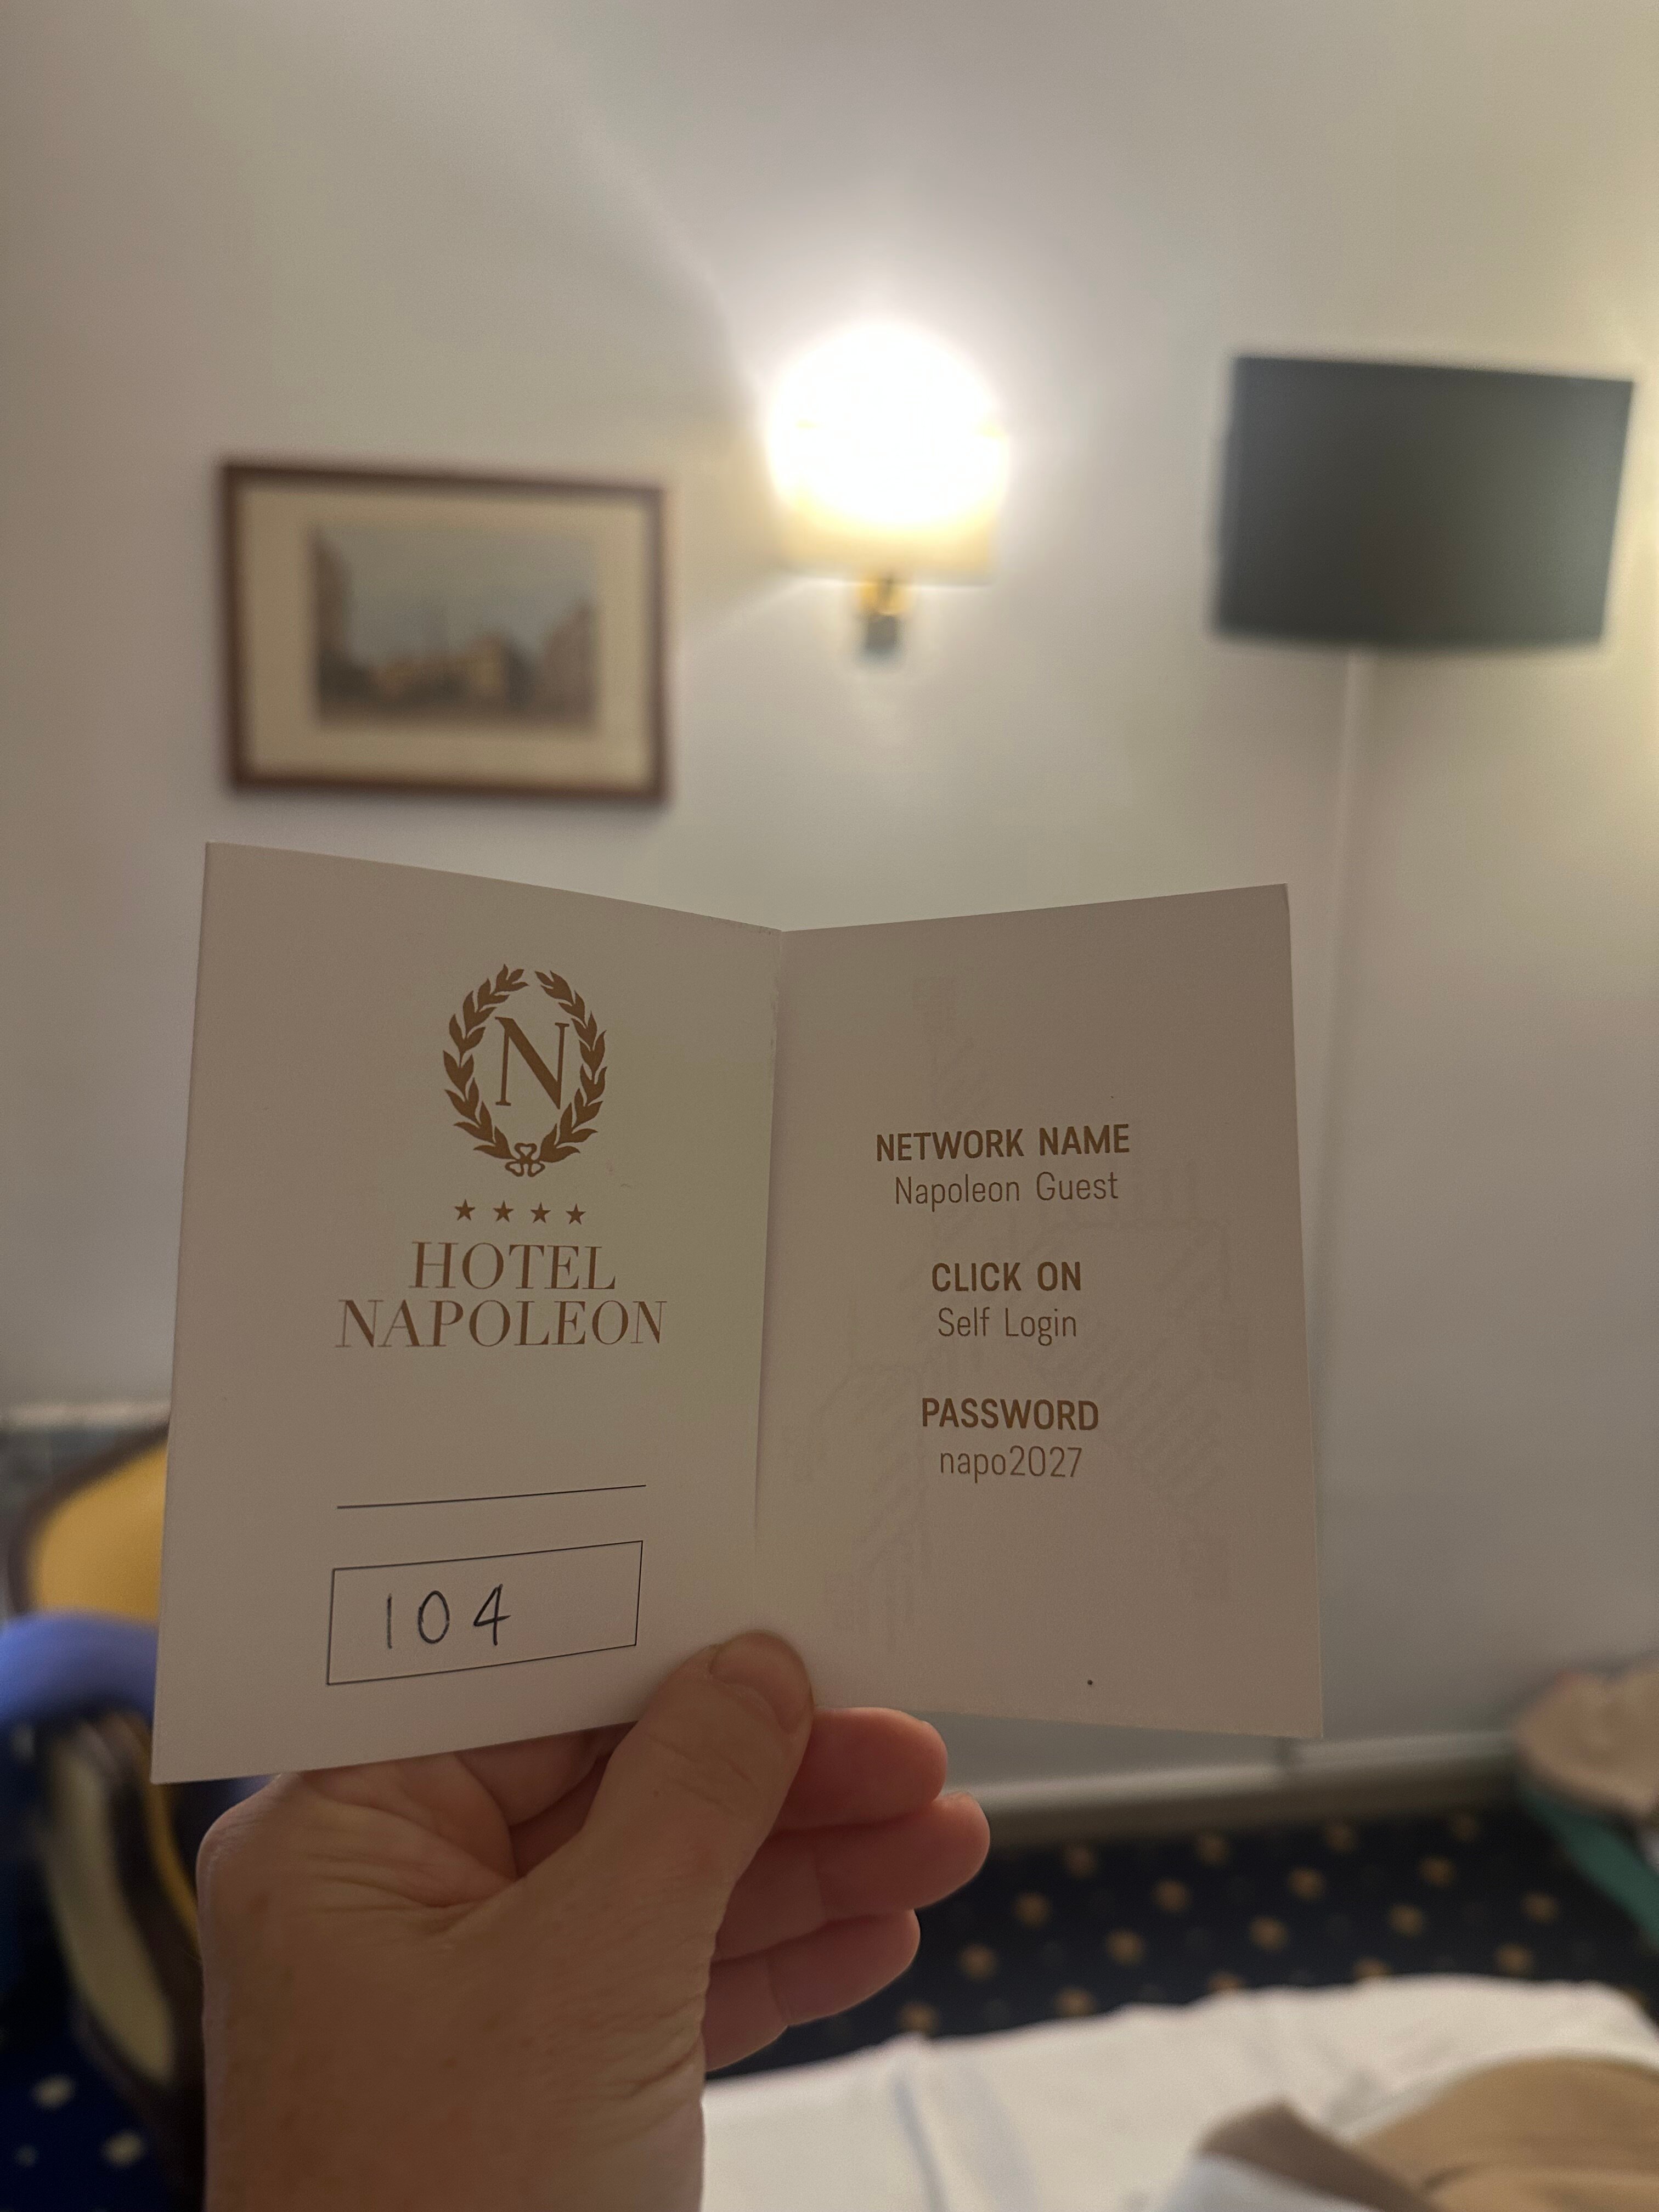 N
★ ★ ★ ★
HOTEL
NAPOLEON
104
NETWORK NAME
Napoleon Guest
CLICK ON
Self Login
PASSWORD
napo2027